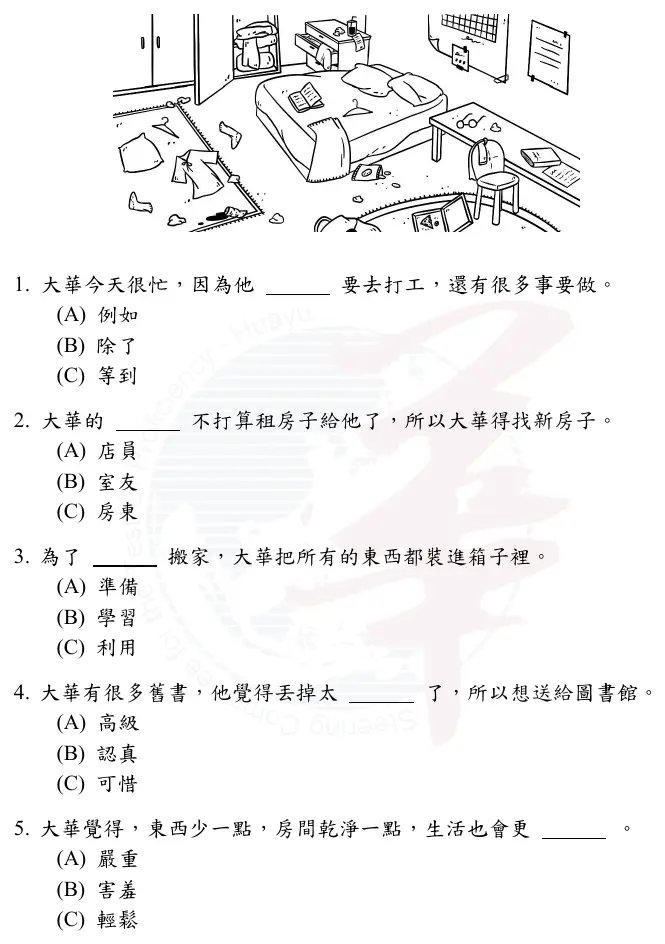 1. 大華今天很忙，因為他 ______ 要去打工，還有很多事要做。
(A) 例如
(B) 除了
(C) 等到
2. 大華的 ______ 不打算租房子給他了，所以大華得找新房子。
(A) 店員
(B) 室友
(C) 房東
3. 為了 ______ 搬家，大華把所有的東西都裝進箱子裡。
(A) 準備
(B) 學習
(C) 利用
4. 大華有很多舊書，他覺得丟掉太 ______ 了，所以想送給圖書館。
(A) 高級
(B) 認真
(C) 可惜
5. 大華覺得，東西少一點，房間乾淨一點，生活也會更 ______ 。
(A) 嚴重
(B) 害羞
(C) 輕鬆